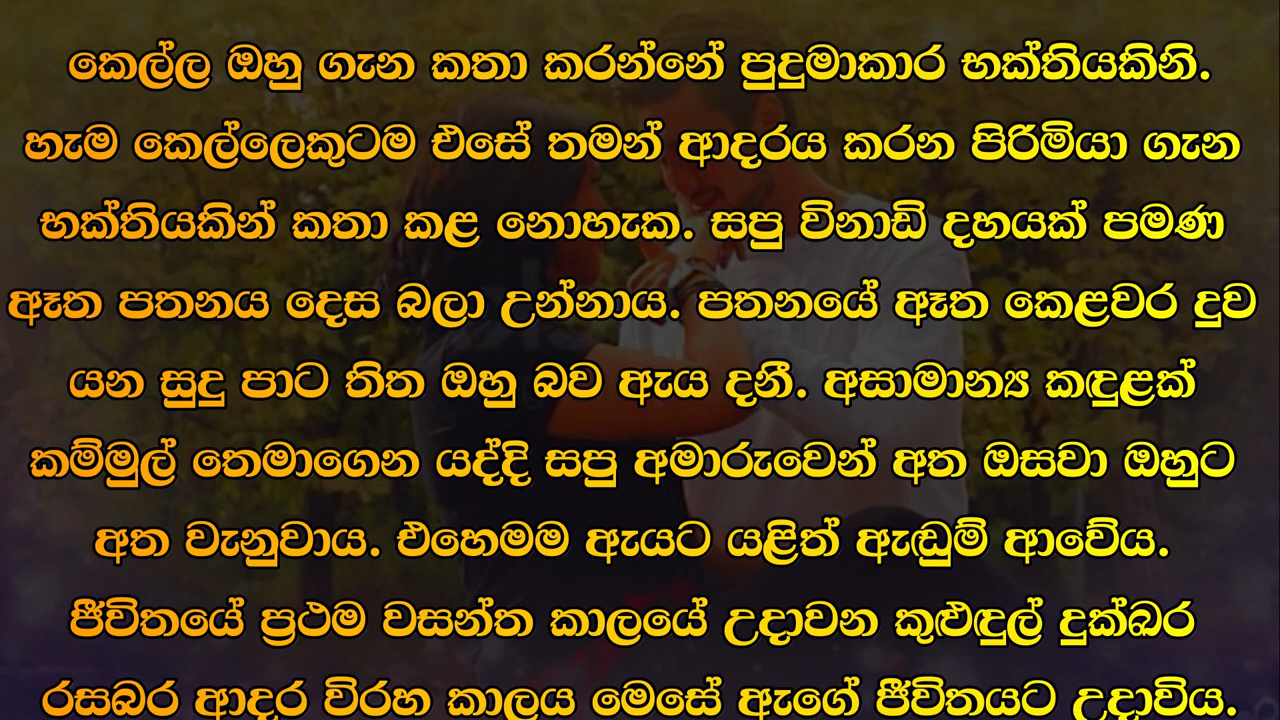 කෙල්ල ඔහු ගැන කතා කරන්නේ පුදුමාකාර භක්තියකිනි.
හැම කෙල්ලෙකුටම එසේ තමන් ආදරය කරන පිරිමියා ගැන
භක්තියකින් කතා කළ නොහැක. සපු විනාඩි දහයක් පමණ
ඈත පතනය දෙස බලා උන්නාය. පතනයේ ඈත කෙළවර දුව
යන සුදු පාට තිත ඔහු බව ඇය දනී. අසාමාන්‍ය කඳුළක්
කම්මුල් තෙමාගෙන යද්දි සපු අමාරුවෙන් අත ඔසවා ඔහුට
අත වැනුවාය. එහෙමම ඇයට යළිත් ඇඬුම් ආවේය.
ජීවිතයේ ප්‍රථම වසන්ත කාලයේ උදාවන කුළුඳුල් දුක්ඛර
රසබර ආදර විරහ කාලය මෙසේ ඇගේ ජීවිතයට උදාවිය.